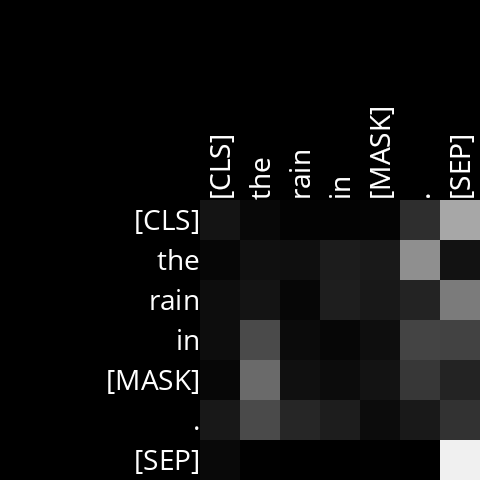 [CLS] the rain in [MASK] . [SEP]
[CLS]
the
rain
in
[MASK]
.
[SEP]